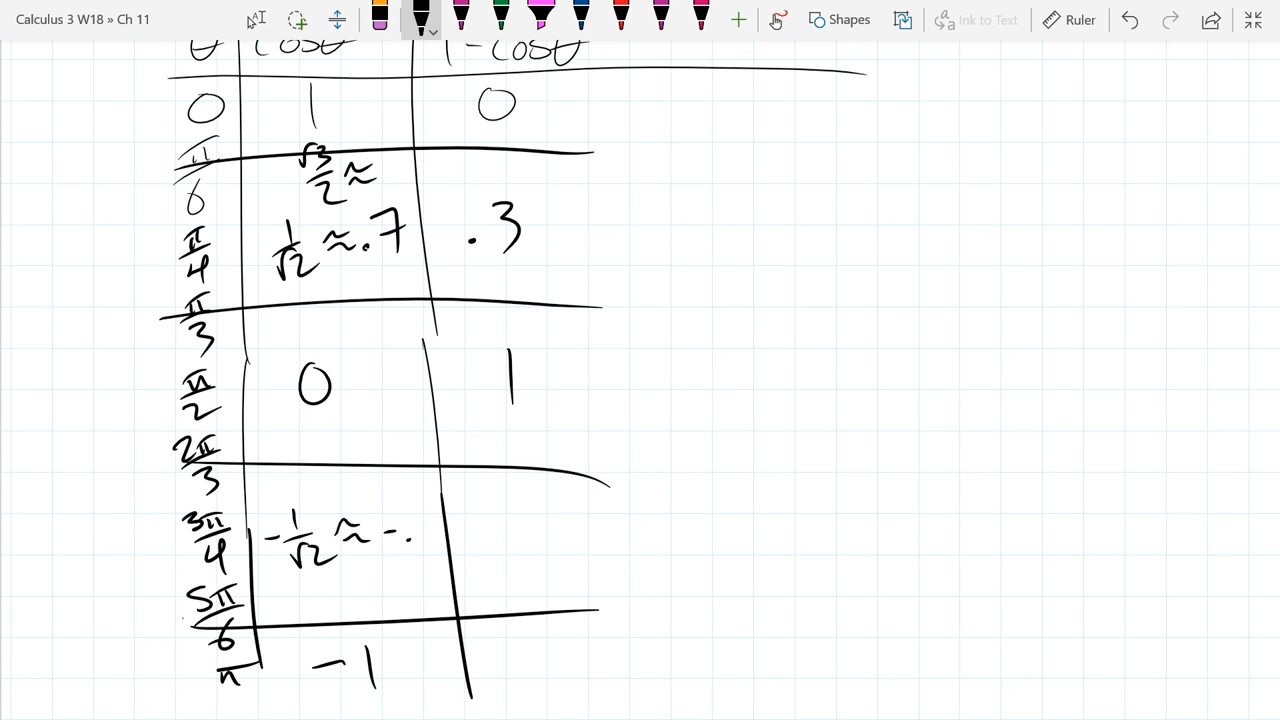 Calculus 3 W18 » Ch 11
Shapes
Ink to Text
Ruler
θ cosθ 1-cosθ
0 1 0
π/6 √3/2 ≈
π/4 1/√2 ≈ .7 .3
π/3
π/2 0 1
2π/3
3π/4 -1/√2 ≈ -.
5π/6
π -1